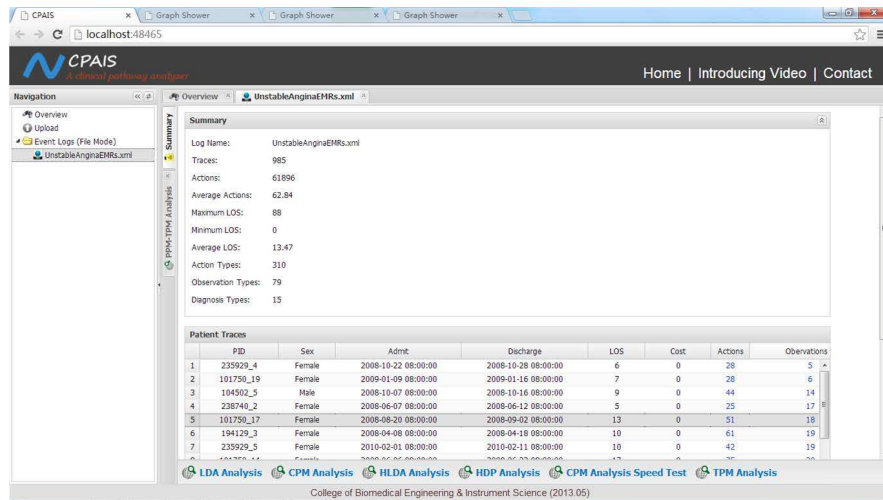 CPAIS
Graph Shower
Graph Shower
Graph Shower
localhost:48465
CPAIS
A clinical pathway analyser
Home | Introducing Video | Contact
Navigation
Overview
Upload
Event Logs (File Mode)
UnstableAnginaEMRs.xml
Overview
UnstableAnginaEMRs.xml
Summary
PPM-TPM Analysis
Summary
Log Name: UnstableAnginaEMRs.xml
Traces: 985
Actions: 61896
Average Actions: 62.84
Maximum LOS: 88
Minimum LOS: 0
Average LOS: 13.47
Action Types: 310
Observation Types: 79
Diagnosis Types: 15
Patient Traces
PID Sex Admit Discharge LOS Cost Actions Obervations
1 235929_4 Female 2008-10-22 08:00:00 2008-10-28 08:00:00 6 0 28 5
2 101750_19 Female 2009-01-09 08:00:00 2009-01-16 08:00:00 7 0 28 6
3 104502_5 Male 2008-10-07 08:00:00 2008-10-16 08:00:00 9 0 44 14
4 238740_2 Female 2008-06-07 08:00:00 2008-06-12 08:00:00 5 0 25 17
5 101750_17 Female 2008-08-20 08:00:00 2008-09-02 08:00:00 13 0 51 18
6 194129_3 Female 2008-04-08 08:00:00 2008-04-18 08:00:00 10 0 61 19
7 235929_5 Female 2010-02-01 08:00:00 2010-02-11 08:00:00 10 0 42 19
LDA Analysis CPM Analysis HLDA Analysis HDP Analysis CPM Analysis Speed Test TPM Analysis
College of Biomedical Engineering & Instrument Science (2013.05)